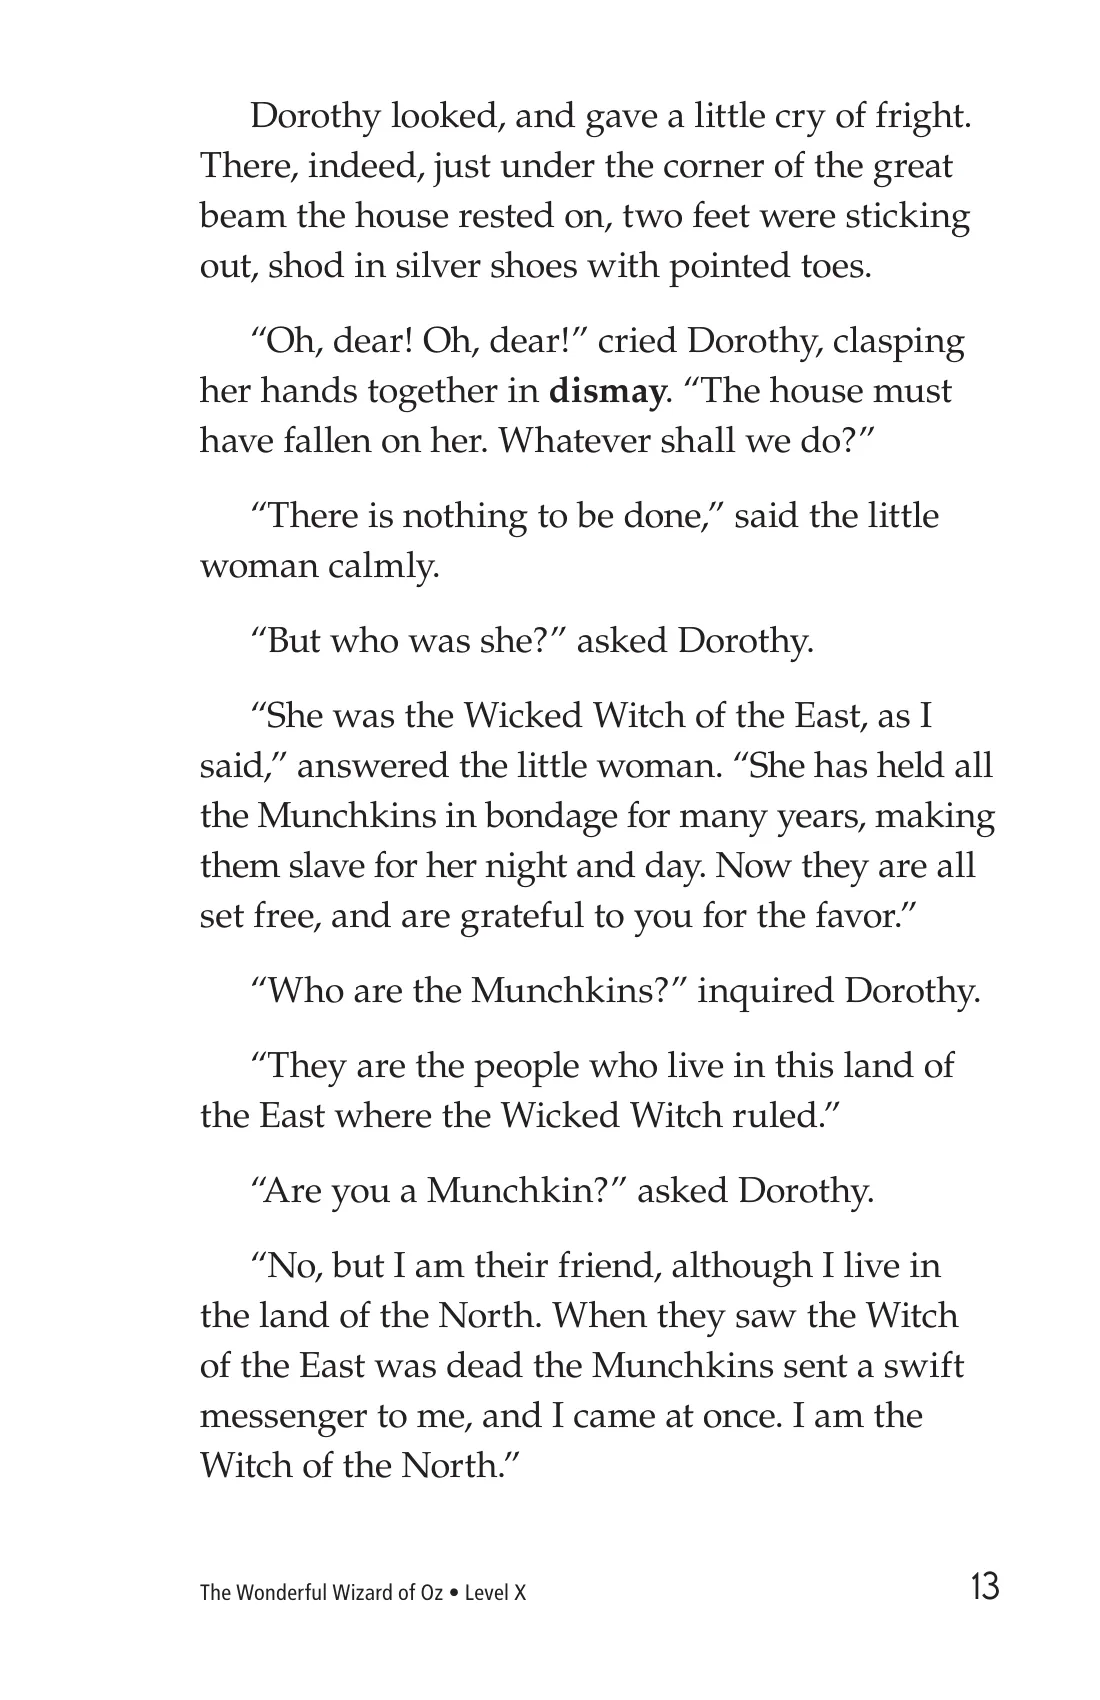 Dorothy looked, and gave a little cry of fright.
There, indeed, just under the corner of the great
beam the house rested on, two feet were sticking
out, shod in silver shoes with pointed toes.
“Oh, dear! Oh, dear!” cried Dorothy, clasping
her hands together in dismay. “The house must
have fallen on her. Whatever shall we do?”
“There is nothing to be done,” said the little
woman calmly.
“But who was she?” asked Dorothy.
“She was the Wicked Witch of the East, as I
said,” answered the little woman. “She has held all
the Munchkins in bondage for many years, making
them slave for her night and day. Now they are all
set free, and are grateful to you for the favor.”
“Who are the Munchkins?” inquired Dorothy.
“They are the people who live in this land of
the East where the Wicked Witch ruled.”
“Are you a Munchkin?” asked Dorothy.
“No, but I am their friend, although I live in
the land of the North. When they saw the Witch
of the East was dead the Munchkins sent a swift
messenger to me, and I came at once. I am the
Witch of the North.”
The Wonderful Wizard of Oz • Level X 13